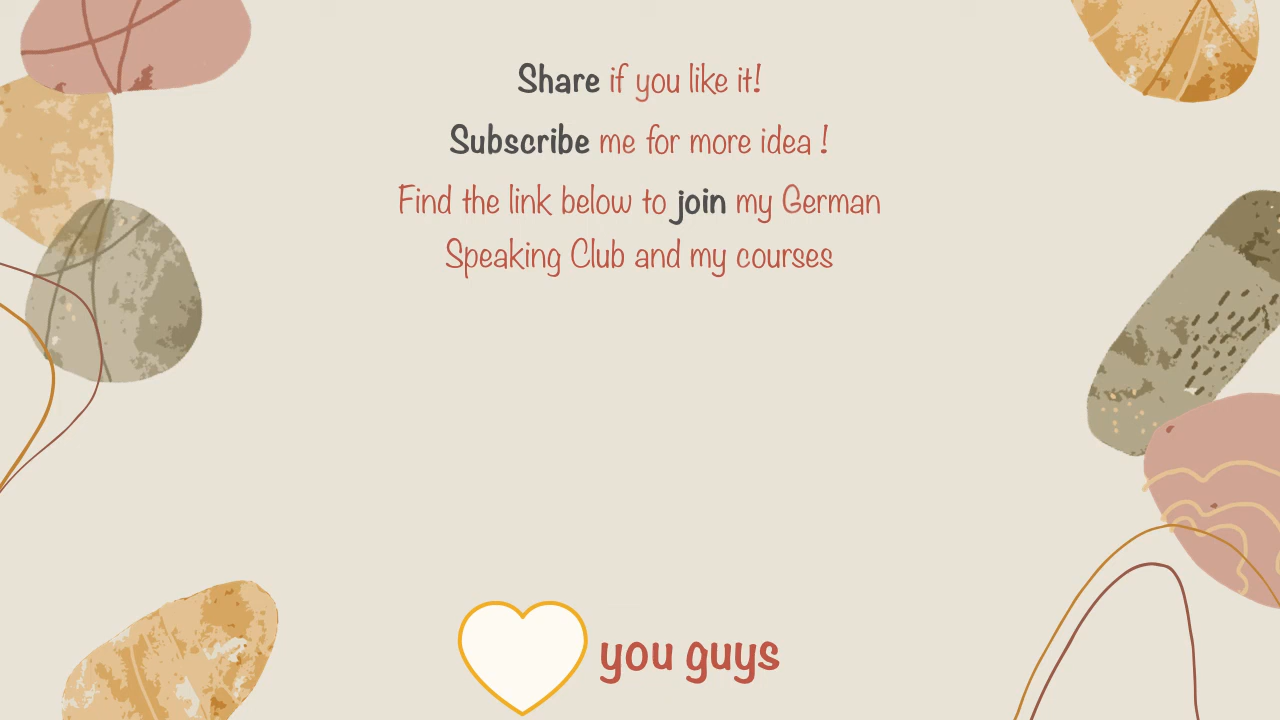 Share if you like it!
Subscribe me for more idea !
Find the link below to join my German
Speaking Club and my courses
you guys